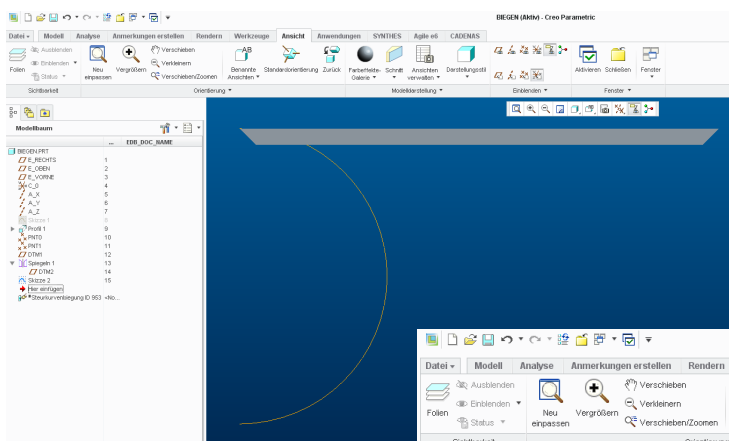 BIEGEN (Aktiv) - Creo Parametric
Datei Modell Analyse Anmerkungen erstellen Rendern Werkzeuge Ansicht Anwendungen SYNTHES Agile e6 CADENAS
Folien
Ausblenden
Einblenden
Status
Neu einpassen
Vergrößern
Verschieben
Verkleinern
Verschieben/Zoomen
Benannte Ansichten
Standardorientierung
Zurück
Farbeffekte-Galerie
Schnitt
Ansichten verwalten
Darstellungsstil
Aktivieren
Schließen
Fenster
Sichtbarkeit Orientierung Modelldarstellung Einblenden Fenster
Modellbaum
... EDB_DOC_NAME
BIEGEN.PRT
E_RECHTS 1
E_OBEN 2
E_VORNE 3
C_0 4
A_X 5
A_Y 6
A_Z 7
Skizze 1 8
Profil 1 9
PNT0 10
PNT1 11
DTM1 12
Spiegeln 1 13
DTM2 14
Skizze 2 15
Hier einfügen
*Steuerkurvenbiegung ID 953 <No...
Datei Modell Analyse Anmerkungen erstellen Rendern
Folien
Ausblenden
Einblenden
Status
Neu einpassen
Vergrößern
Verschieben
Verkleinern
Verschieben/Zoomen